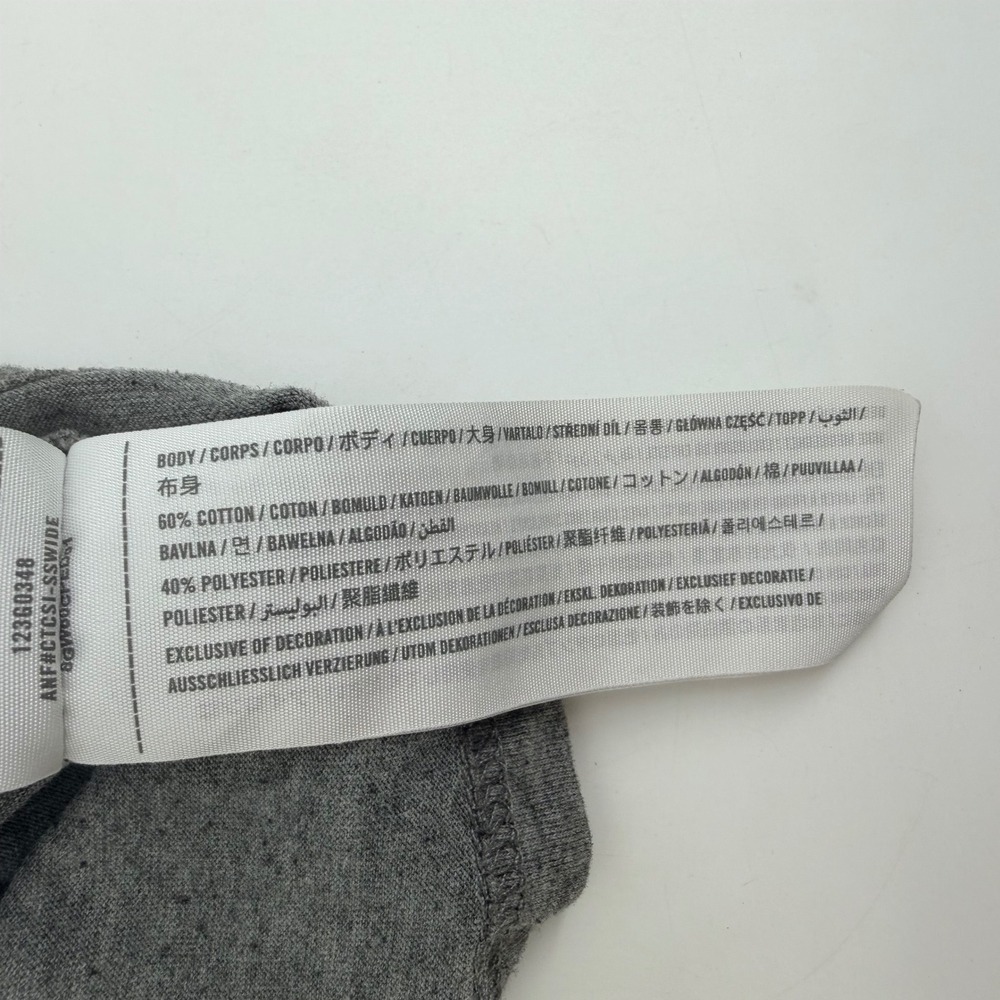 BODY / CORPS / CORPO / ボディ / CUERPO / 大身 / VARTALO / STŘEDNÍ DÍL / 몸통 / GŁÓWNA CZĘŚĆ / TOPP / الثوب /
布身
60% COTTON / COTON / BOMULD / KATOEN / BAUMWOLLE / BOMULL / COTONE / コットン / ALGODÓN / 棉 / PUUVILLAA /
BAVLNA / 면 / BAWEŁNA / ALGODÃO / القطن
40% POLYESTER / POLIESTERE / ポリエステル / POLIÉSTER / 聚酯纤维 / POLYESTERIÄ / 폴리에스테르 /
POLIESTER / البوليستر / 聚脂纖維
EXCLUSIVE OF DECORATION / À L'EXCLUSION DE LA DÉCORATION / EKSKL. DEKORATION / EXCLUSIEF DECORATIE /
AUSSCHLIESSLICH VERZIERUNG / UTOM DEKORATIONEN / ESCLUSA DECORAZIONE / 装飾を除く / EXCLUSIVO DE
123G0348
ANF#CTCSI-SSWIDE